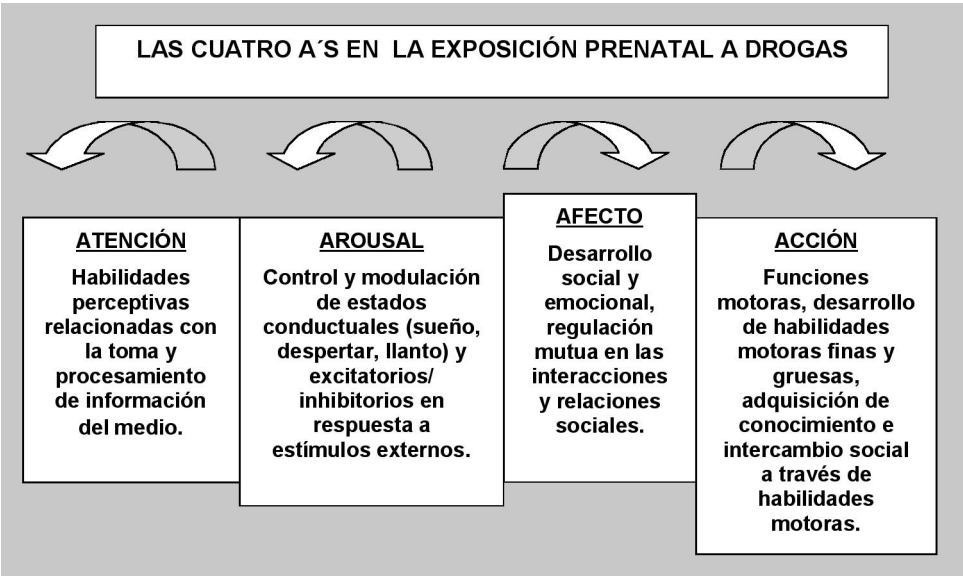 LAS CUATRO A´S EN LA EXPOSICIÓN PRENATAL A DROGAS
ATENCIÓN
Habilidades
perceptivas
relacionadas con
la toma y
procesamiento
de información
del medio.
AROUSAL
Control y modulación
de estados
conductuales (sueño,
despertar, llanto) y
excitatorios/
inhibitorios en
respuesta a
estímulos externos.
AFECTO
Desarrollo
social y
emocional,
regulación
mutua en las
interacciones
y relaciones
sociales.
ACCIÓN
Funciones
motoras, desarrollo
de habilidades
motoras finas y
gruesas,
adquisición de
conocimiento e
intercambio social
a través de
habilidades
motoras.